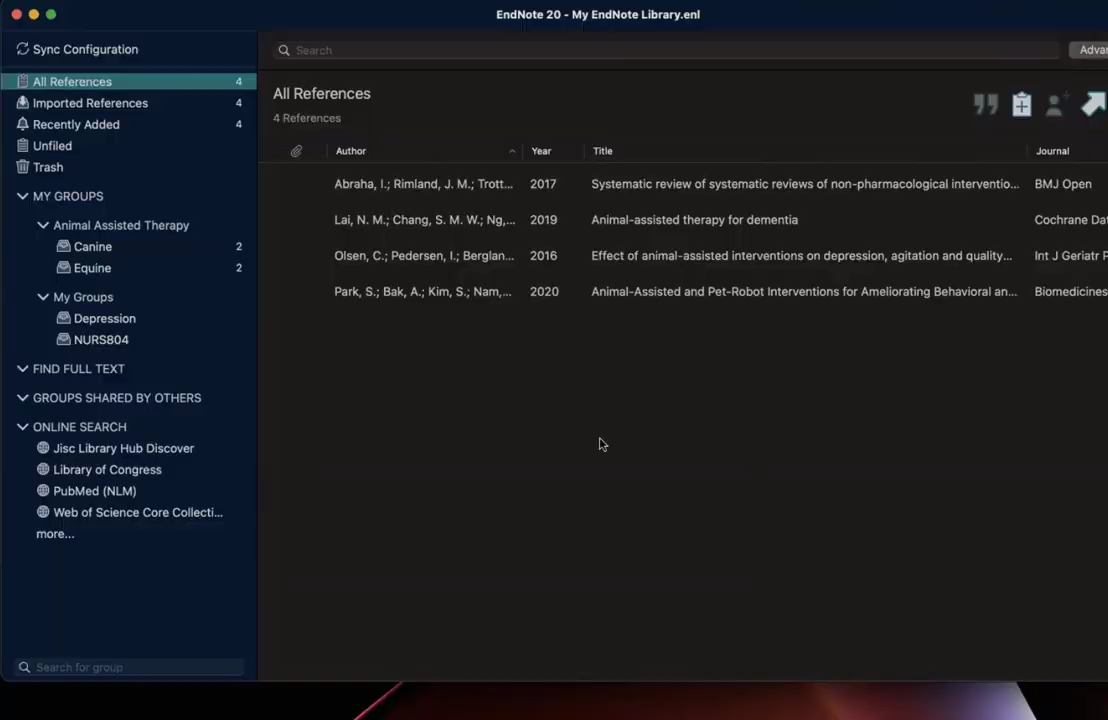 EndNote 20 - My EndNote Library.enl
Sync Configuration
All References 4
Imported References 4
Recently Added 4
Unfiled
Trash
MY GROUPS
Animal Assisted Therapy
Canine 2
Equine 2
My Groups
Depression
NURS804
FIND FULL TEXT
GROUPS SHARED BY OTHERS
ONLINE SEARCH
Jisc Library Hub Discover
Library of Congress
PubMed (NLM)
Web of Science Core Collecti...
more...
Search for group
Search
Adva
All References
4 References
Author Year Title Journal
Abraha, I.; Rimland, J. M.; Trott... 2017 Systematic review of systematic reviews of non-pharmacological interventio... BMJ Open
Lai, N. M.; Chang, S. M. W.; Ng,... 2019 Animal-assisted therapy for dementia Cochrane Dat
Olsen, C.; Pedersen, I.; Berglan... 2016 Effect of animal-assisted interventions on depression, agitation and quality... Int J Geriatr P
Park, S.; Bak, A.; Kim, S.; Nam,... 2020 Animal-Assisted and Pet-Robot Interventions for Ameliorating Behavioral an... Biomedicines